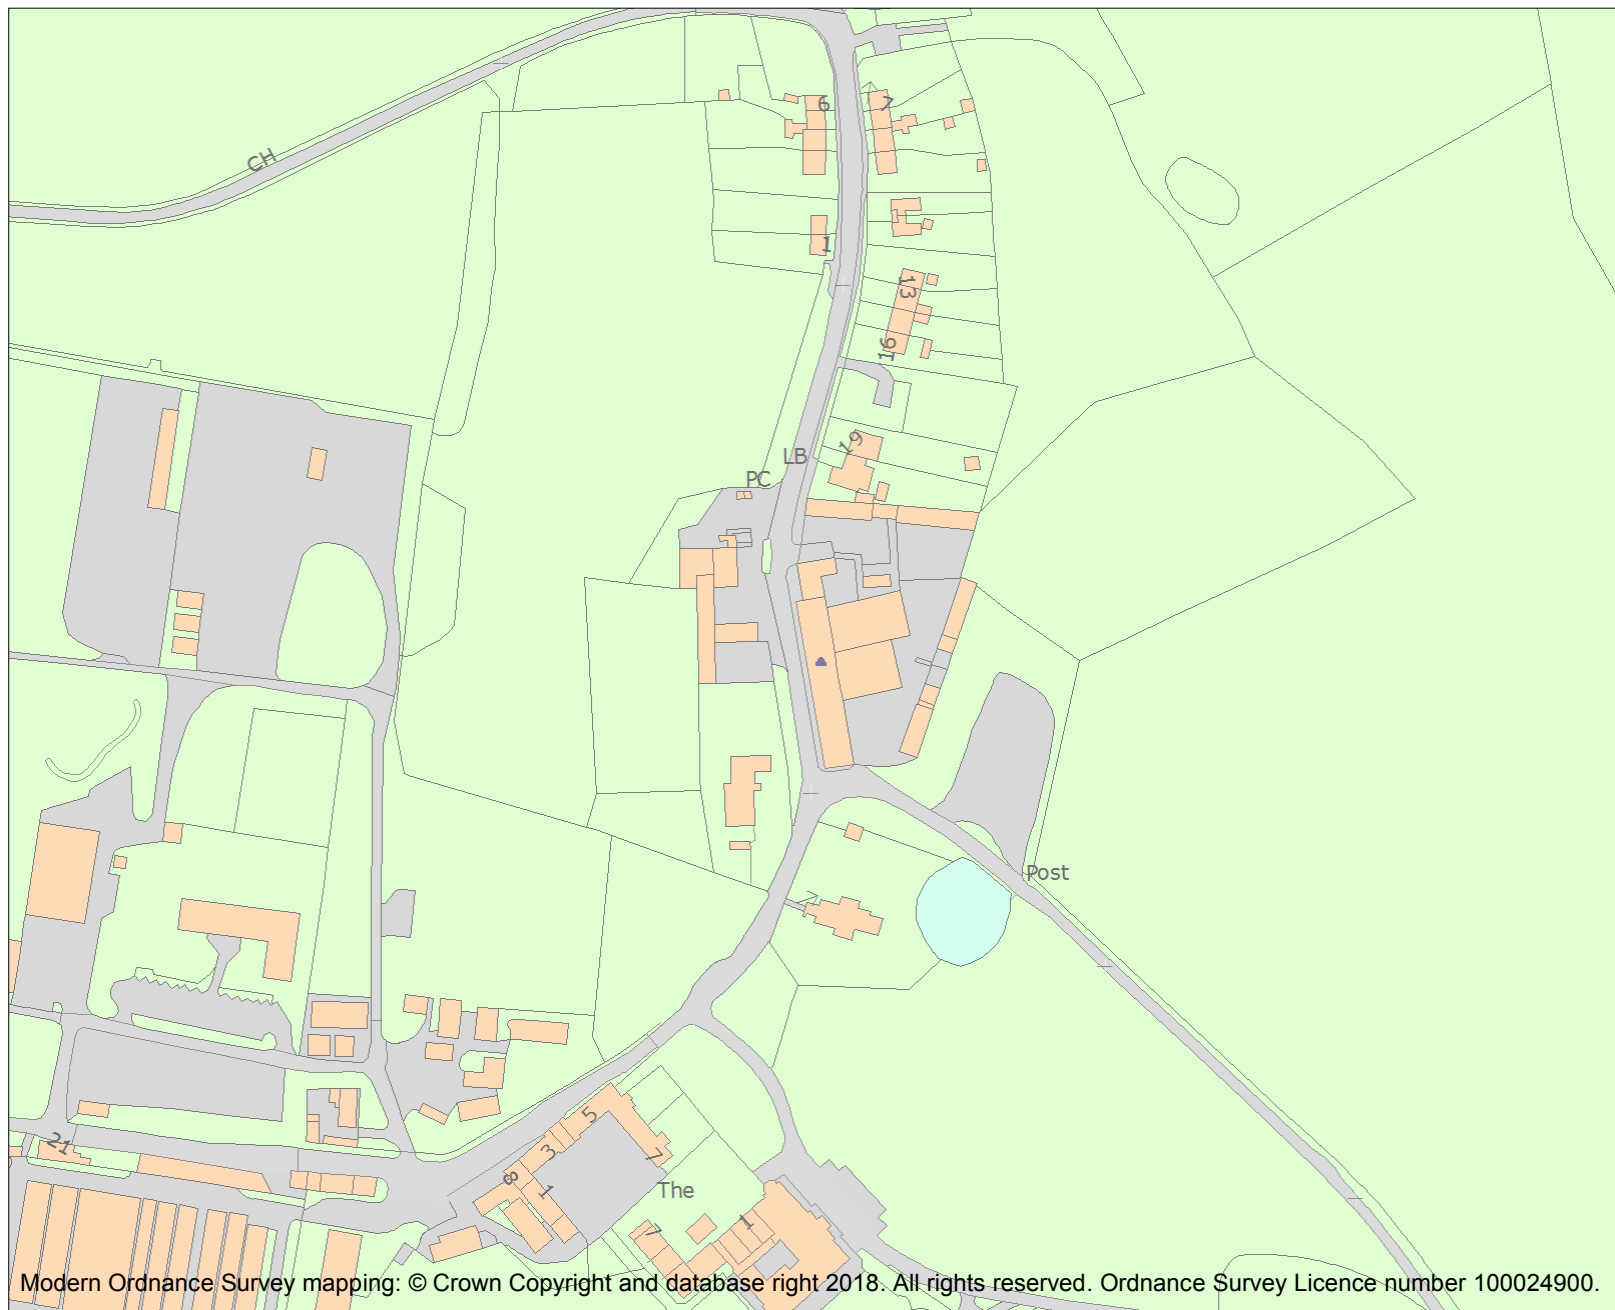 6
7
CH
1
13
16
19
LB
PC
Post
2
21
5
3
7
8
1
The
7
1
Modern Ordnance Survey mapping: © Crown Copyright and database right 2018. All rights reserved. Ordnance Survey Licence number 100024900.